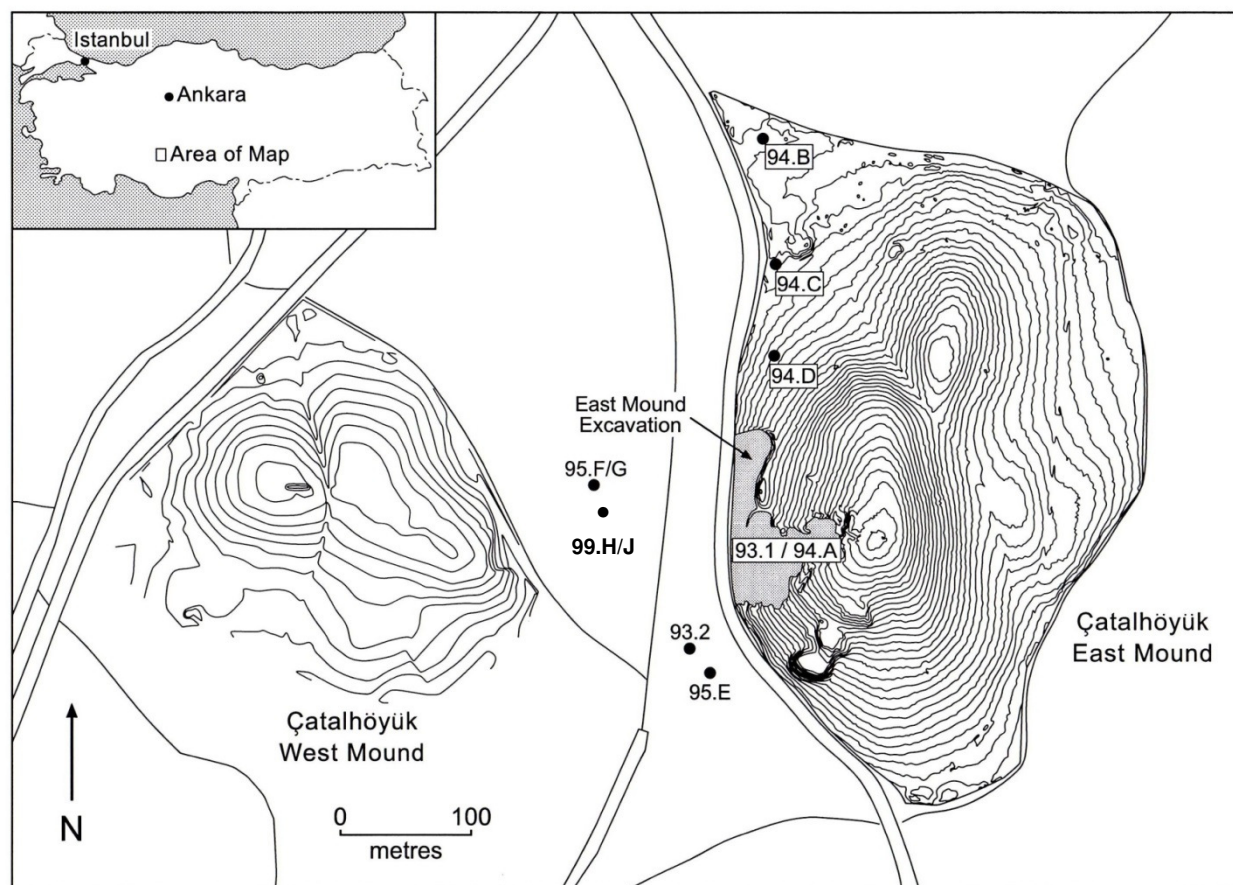 Istanbul
Ankara
Area of Map
94.B
94.C
94.D
East Mound
Excavation
95.F/G
99.H/J
93.1 / 94.A
93.2
95.E
Çatalhöyük
East Mound
Çatalhöyük
West Mound
N
0 100
metres